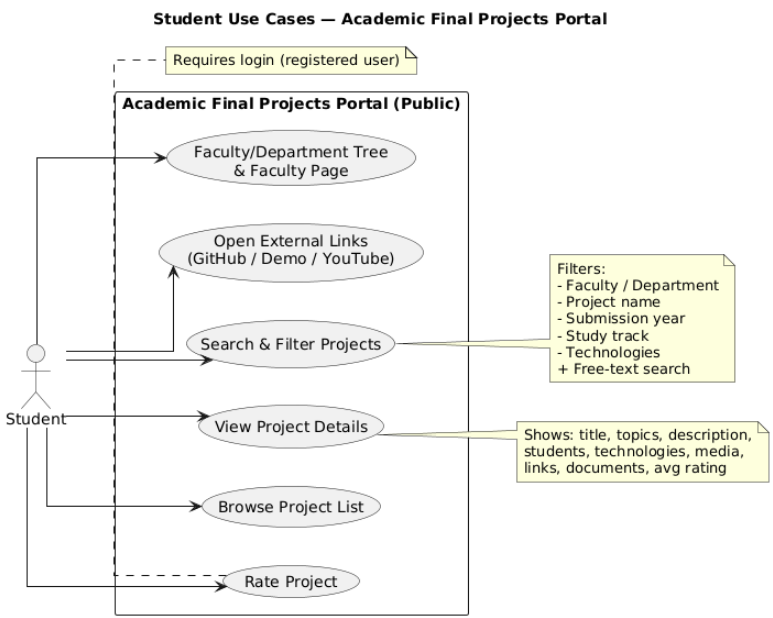 Student Use Cases — Academic Final Projects Portal
Requires login (registered user)
Academic Final Projects Portal (Public)
Faculty/Department Tree
& Faculty Page
Open External Links
(GitHub / Demo / YouTube)
Filters:
- Faculty / Department
- Project name
- Submission year
- Study track
- Technologies
+ Free-text search
Search & Filter Projects
Student
View Project Details
Shows: title, topics, description,
students, technologies, media,
links, documents, avg rating
Browse Project List
Rate Project